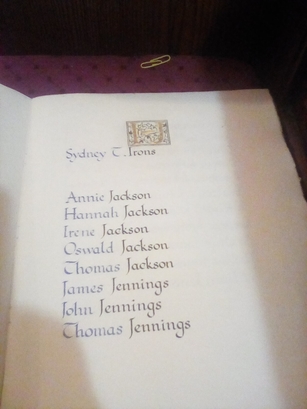 Sydney T. Irons
Annie Jackson
Hannah Jackson
Irene Jackson
Oswald Jackson
Thomas Jackson
James Jennings
John Jennings
Thomas Jennings